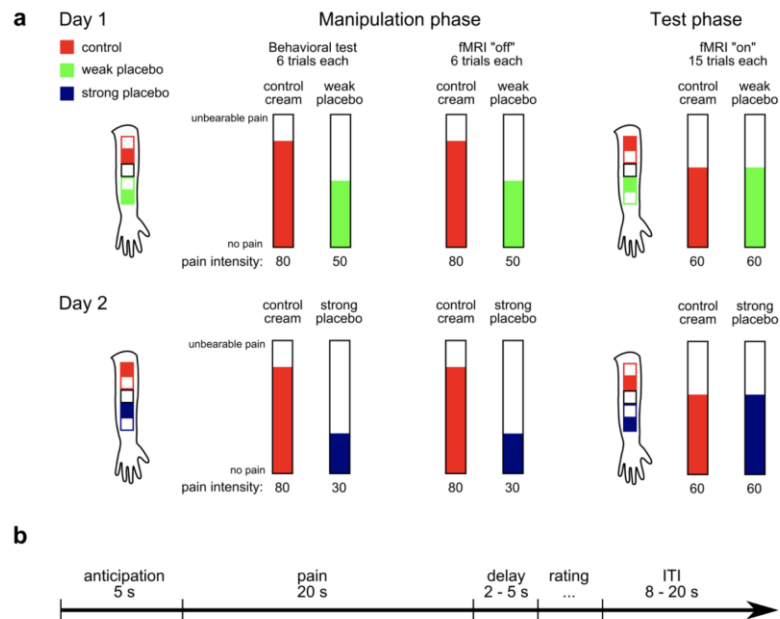 a
Day 1
Manipulation phase
Test phase
control
weak placebo
strong placebo
Behavioral test
6 trials each
fMRI "off"
6 trials each
fMRI "on"
15 trials each
control
cream
weak
placebo
control
cream
weak
placebo
control
cream
weak
placebo
unbearable pain
no pain
pain intensity:
80
50
80
50
60
60
Day 2
control
cream
strong
placebo
control
cream
strong
placebo
control
cream
strong
placebo
unbearable pain
no pain
pain intensity:
80
30
80
30
60
60
b
anticipation
5 s
pain
20 s
delay
2 - 5 s
rating
...
ITI
8 - 20 s